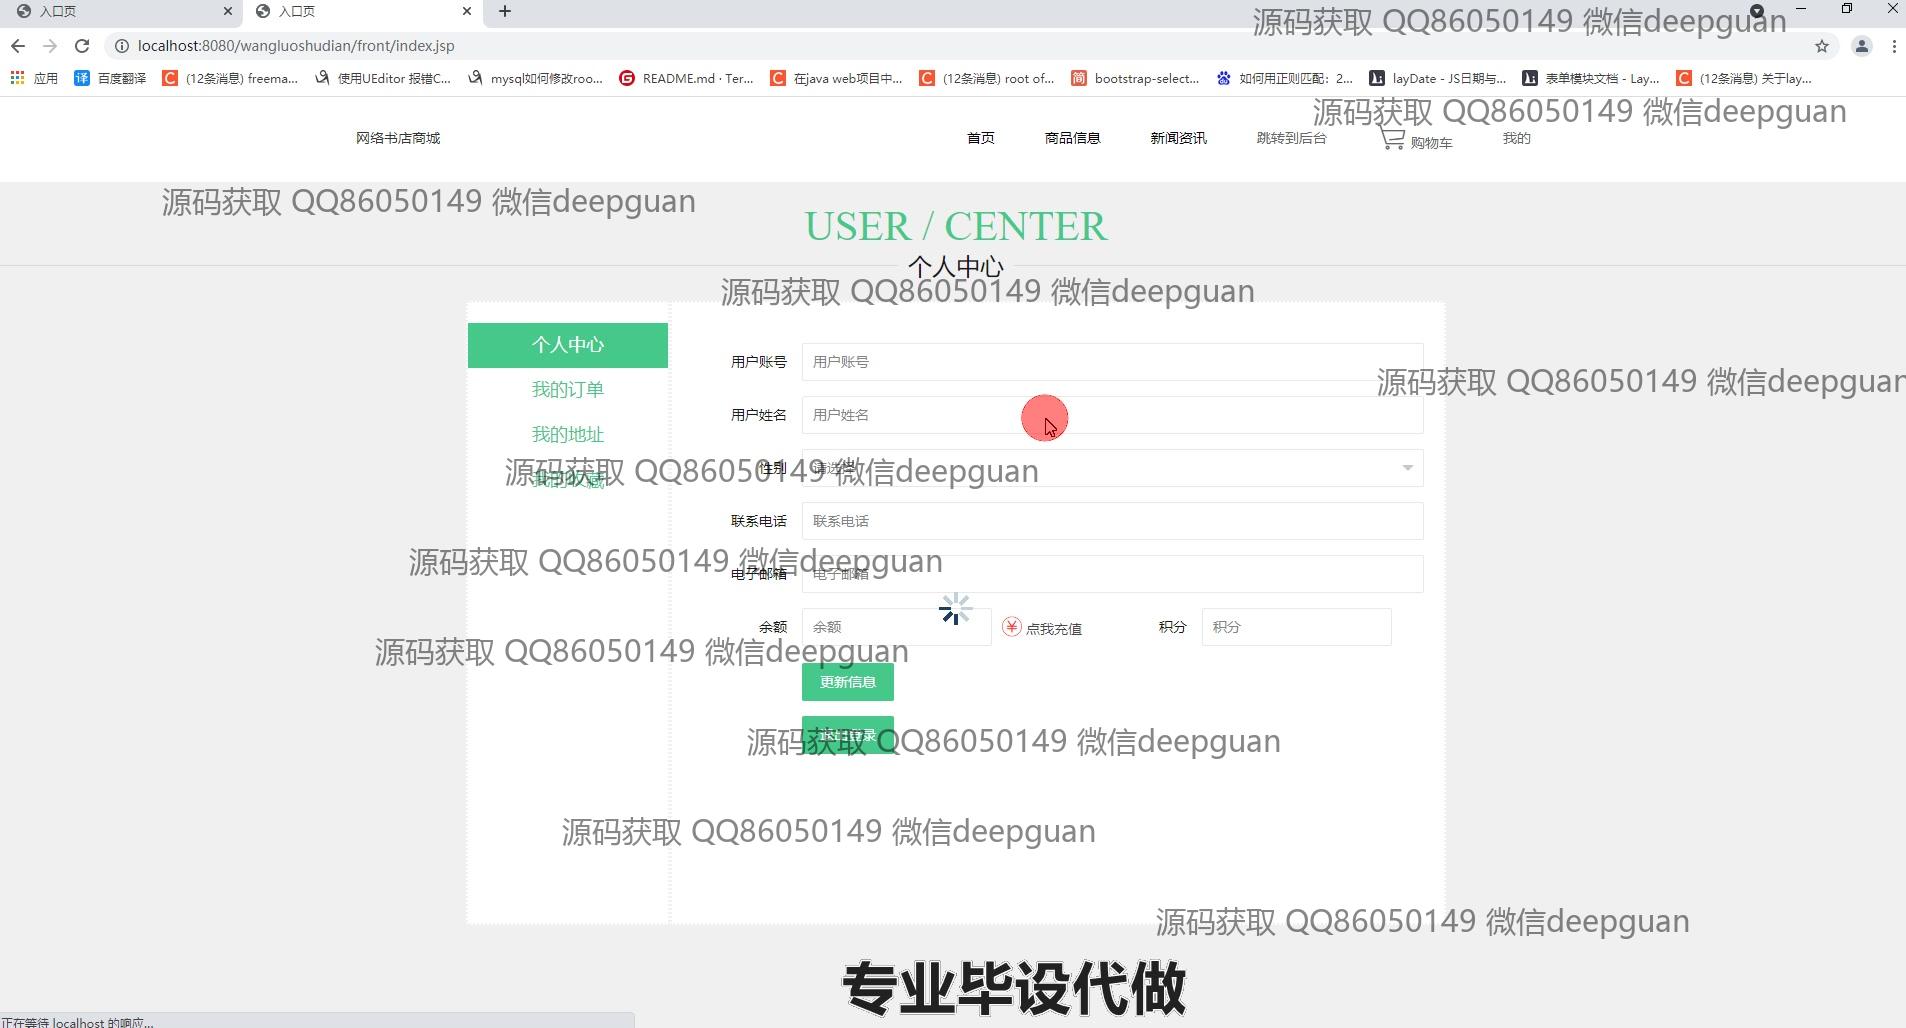 入口页
入口页
localhost:8080/wangluoshudian/front/index.jsp
应用
百度翻译
(12条消息) freema...
使用UEditor 报错C...
mysql如何修改roo...
README.md · Ter...
在java web项目中...
(12条消息) root of...
bootstrap-select...
如何用正则匹配：2...
layDate - JS日期与...
表单模块文档 - Lay...
(12条消息) 关于lay...
源码获取 QQ86050149 微信deepguan
源码获取 QQ86050149 微信deepguan
网络书店商城
首页
商品信息
新闻资讯
跳转到后台
购物车
我的
源码获取 QQ86050149 微信deepguan
USER / CENTER
个人中心
源码获取 QQ86050149 微信deepguan
个人中心
我的订单
我的地址
我的收藏
用户账号 用户账号
源码获取 QQ86050149 微信deepguan
用户姓名 用户姓名
性别 请选择
源码获取 QQ86050149 微信deepguan
联系电话 联系电话
源码获取 QQ86050149 微信deepguan
电子邮箱 电子邮箱
余额 余额
点我充值
积分 积分
源码获取 QQ86050149 微信deepguan
更新信息
退出登录
源码获取 QQ86050149 微信deepguan
源码获取 QQ86050149 微信deepguan
源码获取 QQ86050149 微信deepguan
专业毕设代做
正在等待 localhost 的响应...